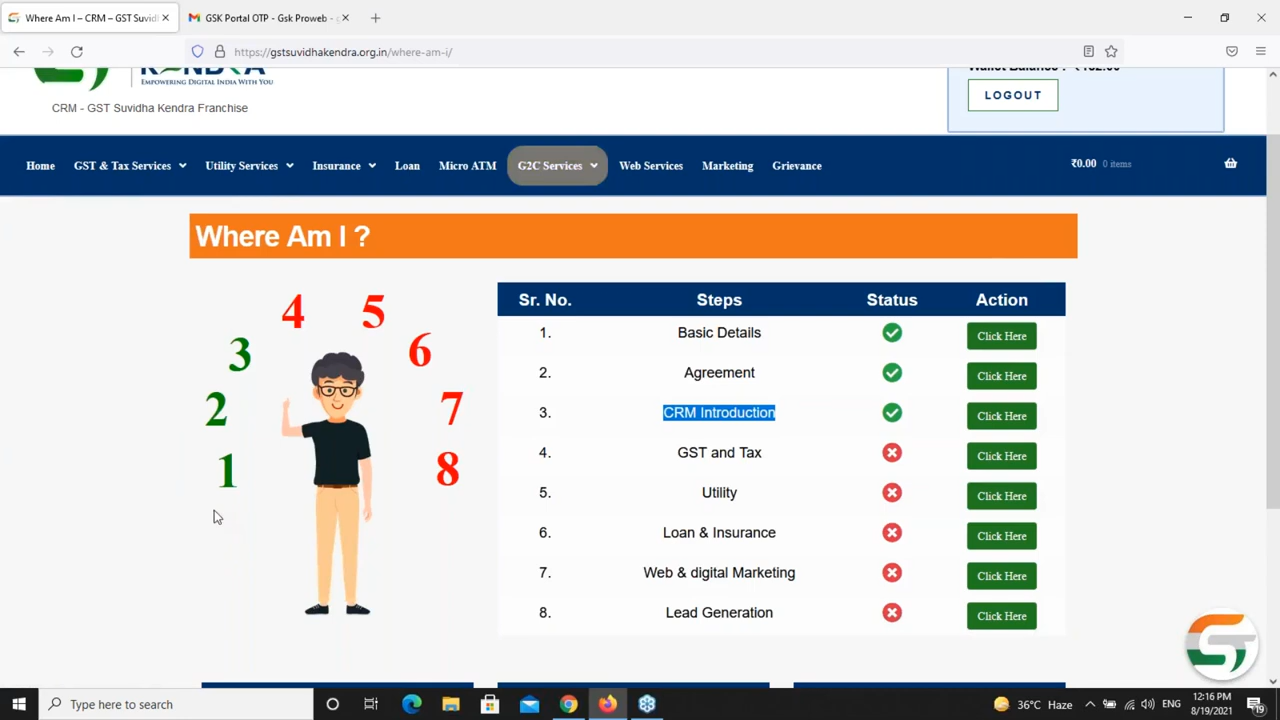 Where Am I – CRM – GST Suvid
GSK Portal OTP - Gsk Proweb - g
https://gstsuvidhakendra.org.in/where-am-i/
KENDRA
EMPOWERING DIGITAL INDIA WITH YOU
CRM - GST Suvidha Kendra Franchise
LOGOUT
Home GST & Tax Services Utility Services Insurance Loan Micro ATM G2C Services Web Services Marketing Grievance ₹0.00 0 items
Where Am I ?
4 5
3 6
2 7
1 8
Sr. No. Steps Status Action
1. Basic Details Click Here
2. Agreement Click Here
3. CRM Introduction Click Here
4. GST and Tax Click Here
5. Utility Click Here
6. Loan & Insurance Click Here
7. Web & digital Marketing Click Here
8. Lead Generation Click Here
Type here to search
36°C Haze
ENG
12:16 PM
8/19/2021
19